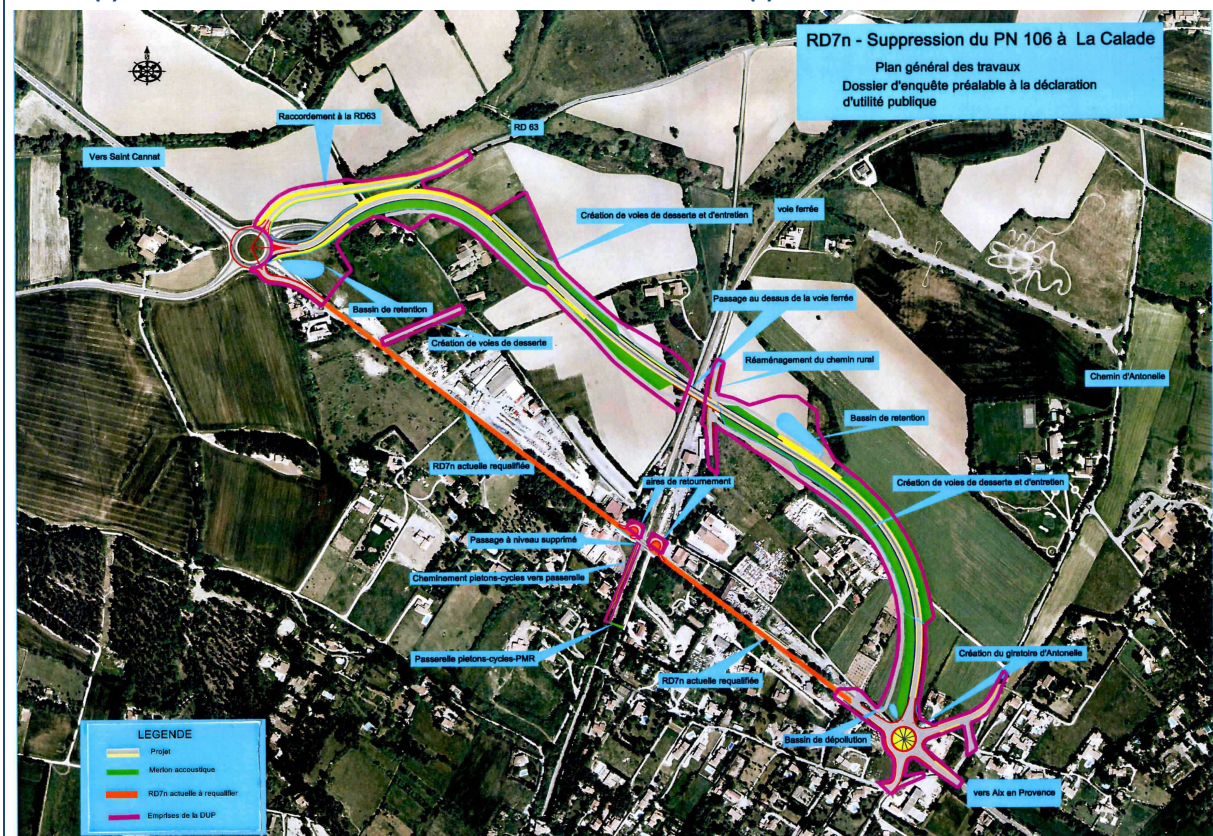 RD7n - Suppression du PN 106 à La Calade
Plan général des travaux
Dossier d'enquête préalable à la déclaration
d'utilité publique
Raccordement à la RD63
RD 63
Vers Saint Cannat
Création de voies de desserte et d'entretien
voie ferrée
Passage au dessus de la voie ferrée
Bassin de retention
Création de voies de desserte
Réaménagement du chemin rural
Chemin d'Antonelle
Bassin de retention
RD7n actuelle requalifiée
aires de retournement
Création de voies de desserte et d'entretien
Passage à niveau supprimé
Cheminement pietons-cycles vers passerelle
Passerelle pietons-cycles-PMR
RD7n actuelle requalifiée
Création du giratoire d'Antonelle
Bassin de dépollution
vers Aix en Provence
LEGENDE
Projet
Merlon accoustique
RD7n actuelle à requalifier
Emprises de la DUP